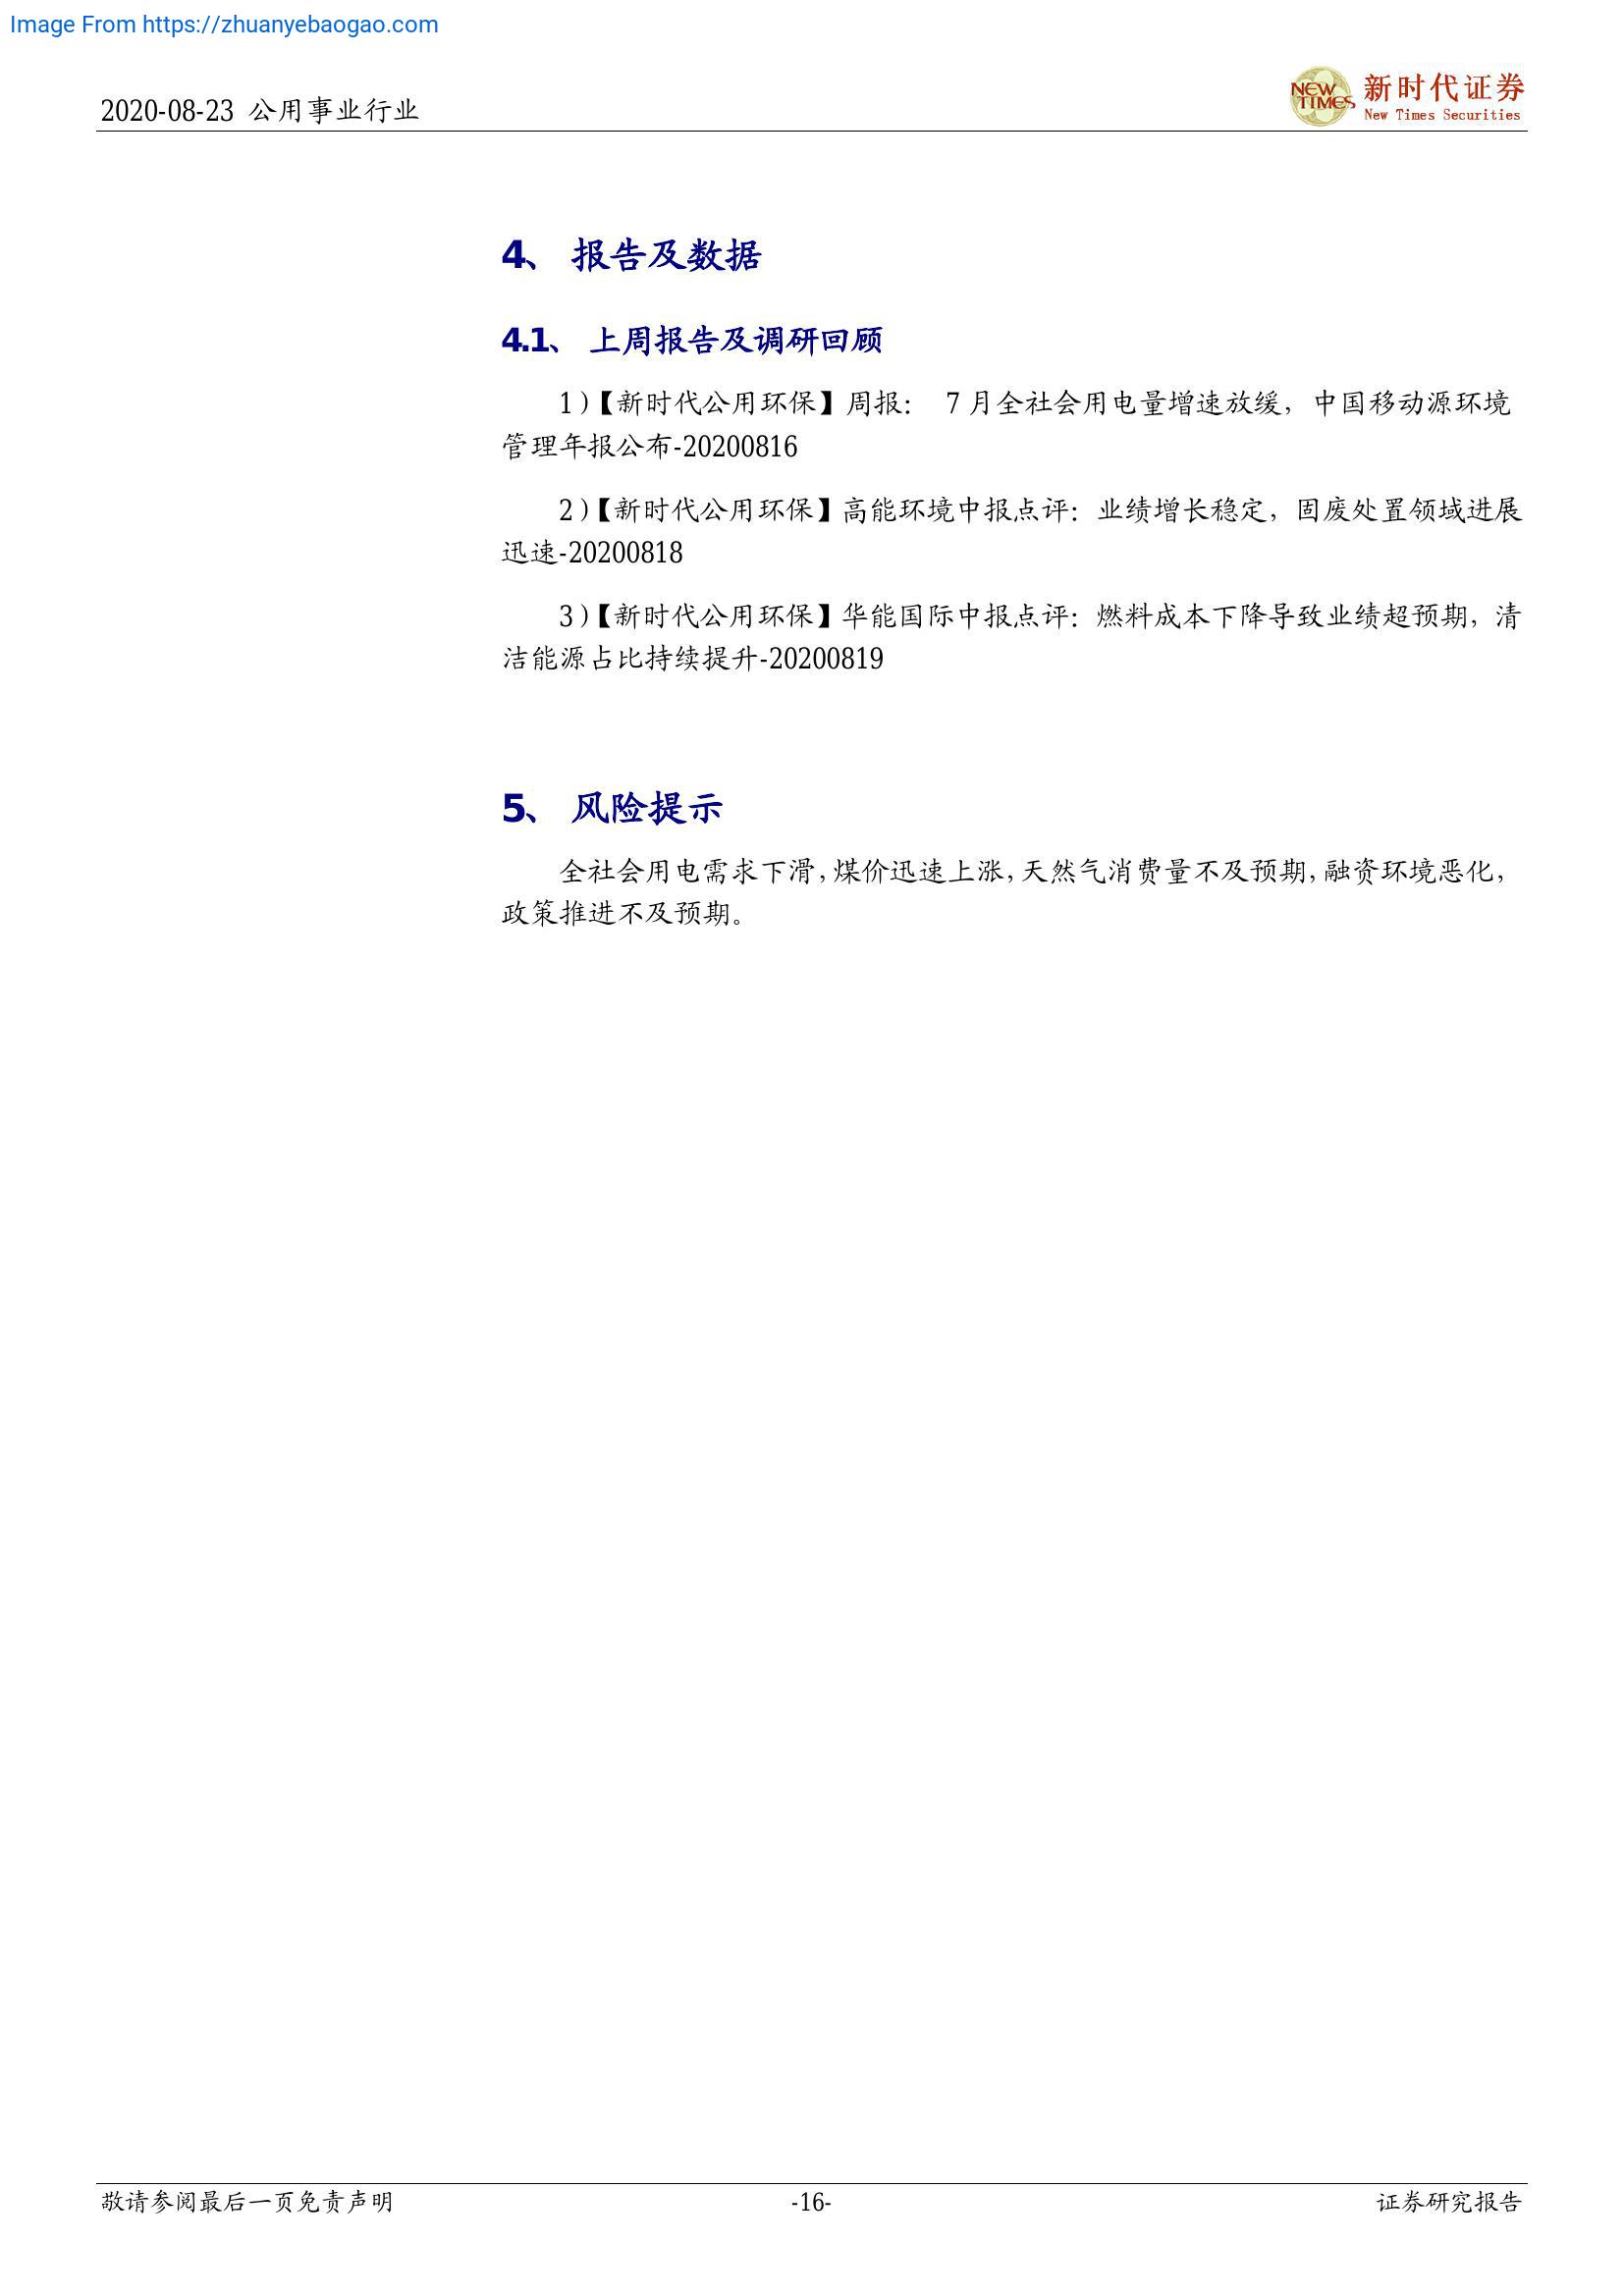 Image From https://zhuanyebaogao.com
2020-08-23 公用事业行业
NEW TIMES 新时代证券
New Times Securities
4、 报告及数据
4.1、 上周报告及调研回顾
1）【新时代公用环保】周报： 7 月全社会用电量增速放缓，中国移动源环境
管理年报公布-20200816
2）【新时代公用环保】高能环境中报点评：业绩增长稳定，固废处置领域进展
迅速-20200818
3）【新时代公用环保】华能国际中报点评：燃料成本下降导致业绩超预期，清
洁能源占比持续提升-20200819
5、 风险提示
全社会用电需求下滑，煤价迅速上涨，天然气消费量不及预期，融资环境恶化，
政策推进不及预期。
敬请参阅最后一页免责声明 -16- 证券研究报告